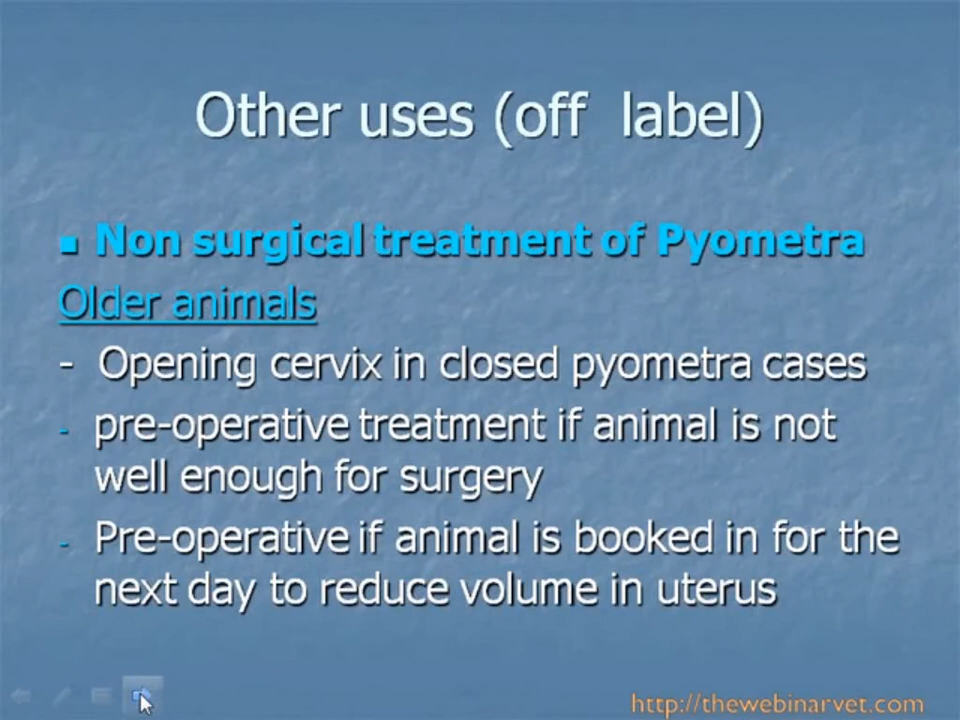 Other uses (off label)
■ Non surgical treatment of Pyometra
Older animals
- Opening cervix in closed pyometra cases
- pre-operative treatment if animal is not
well enough for surgery
- Pre-operative if animal is booked in for the
next day to reduce volume in uterus
http://thewebinarvet.com